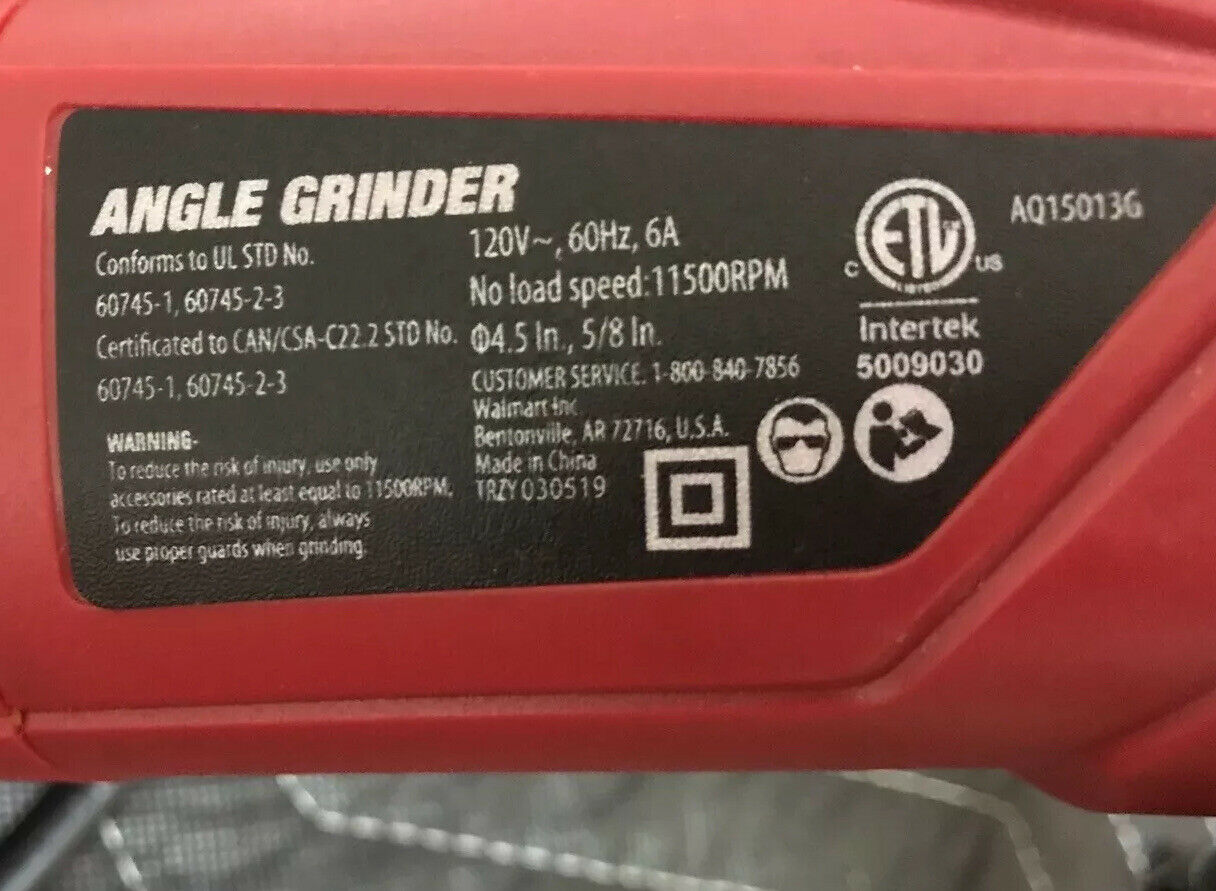 ANGLE GRINDER
Conforms to UL STD No.
60745-1, 60745-2-3
Certificated to CAN/CSA-C22.2 STD No.
60745-1, 60745-2-3
WARNING-
To reduce the risk of injury, use only
accessories rated at least equal to 11500RPM.
To reduce the risk of injury, always
use proper guards when grinding.
120V~, 60Hz, 6A
No load speed:11500RPM
Φ4.5 In., 5/8 In.
CUSTOMER SERVICE. 1-800-840-7856
Walmart Inc
Bentonville, AR 72716, U.S.A.
Made in China
TRZY030519
ETL
C US
Intertek
5009030
AQ15013G